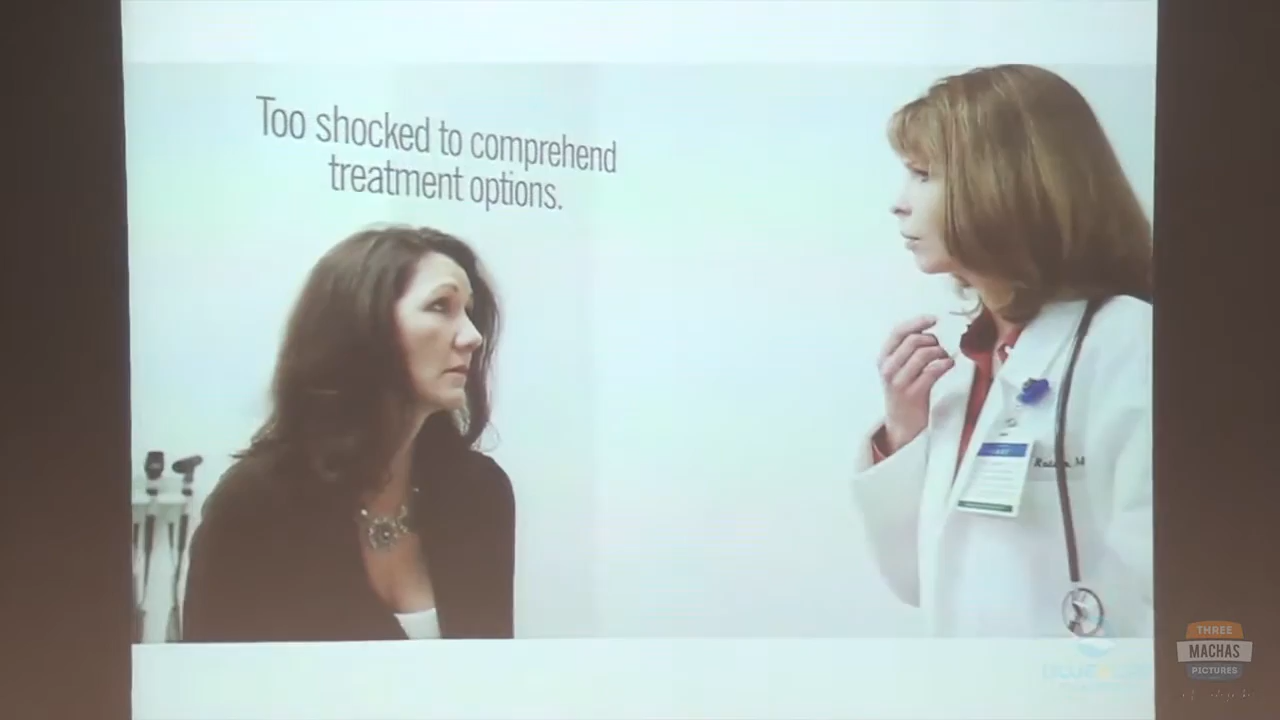 Too shocked to comprehend
treatment options.
THREE
MACHAS
PICTURES